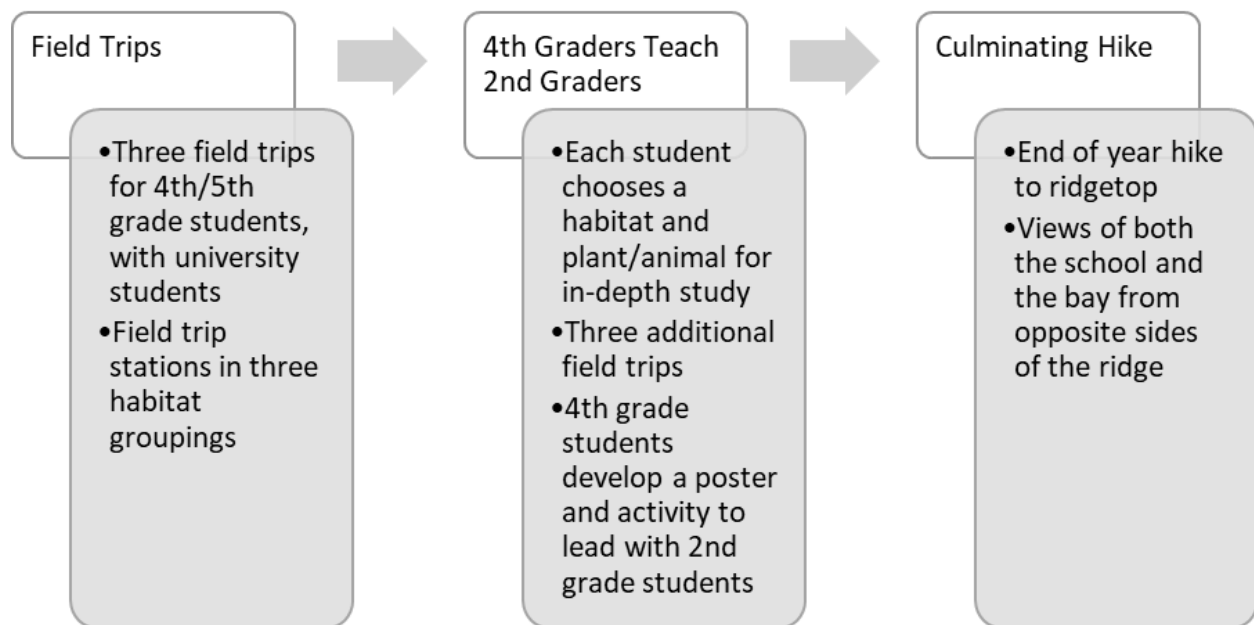 Field Trips
•Three field trips
for 4th/5th
grade students,
with university
students
•Field trip
stations in three
habitat
groupings
4th Graders Teach
2nd Graders
•Each student
chooses a
habitat and
plant/animal for
in-depth study
•Three additional
field trips
•4th grade
students
develop a poster
and activity to
lead with 2nd
grade students
Culminating Hike
•End of year hike
to ridgetop
•Views of both
the school and
the bay from
opposite sides
of the ridge